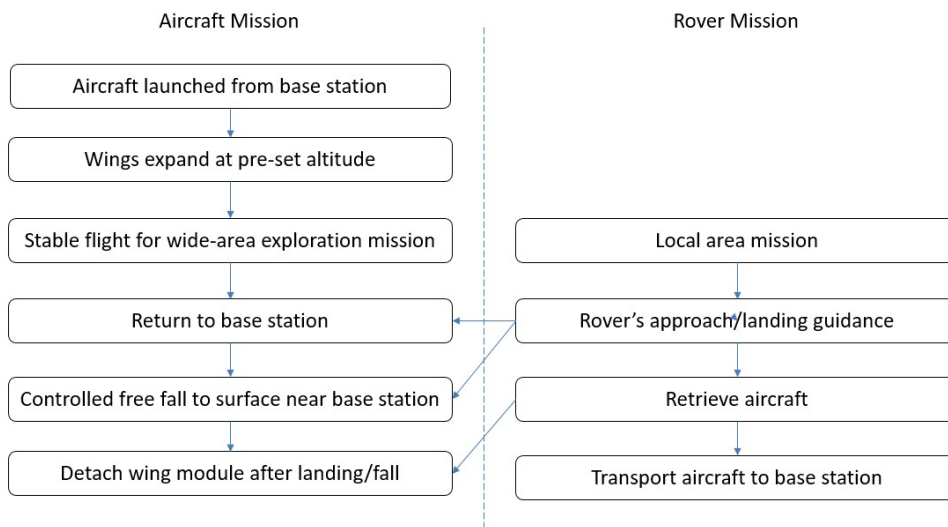 Aircraft Mission
Rover Mission
Aircraft launched from base station
Wings expand at pre-set altitude
Stable flight for wide-area exploration mission
Return to base station
Controlled free fall to surface near base station
Detach wing module after landing/fall
Local area mission
Rover’s approach/landing guidance
Retrieve aircraft
Transport aircraft to base station